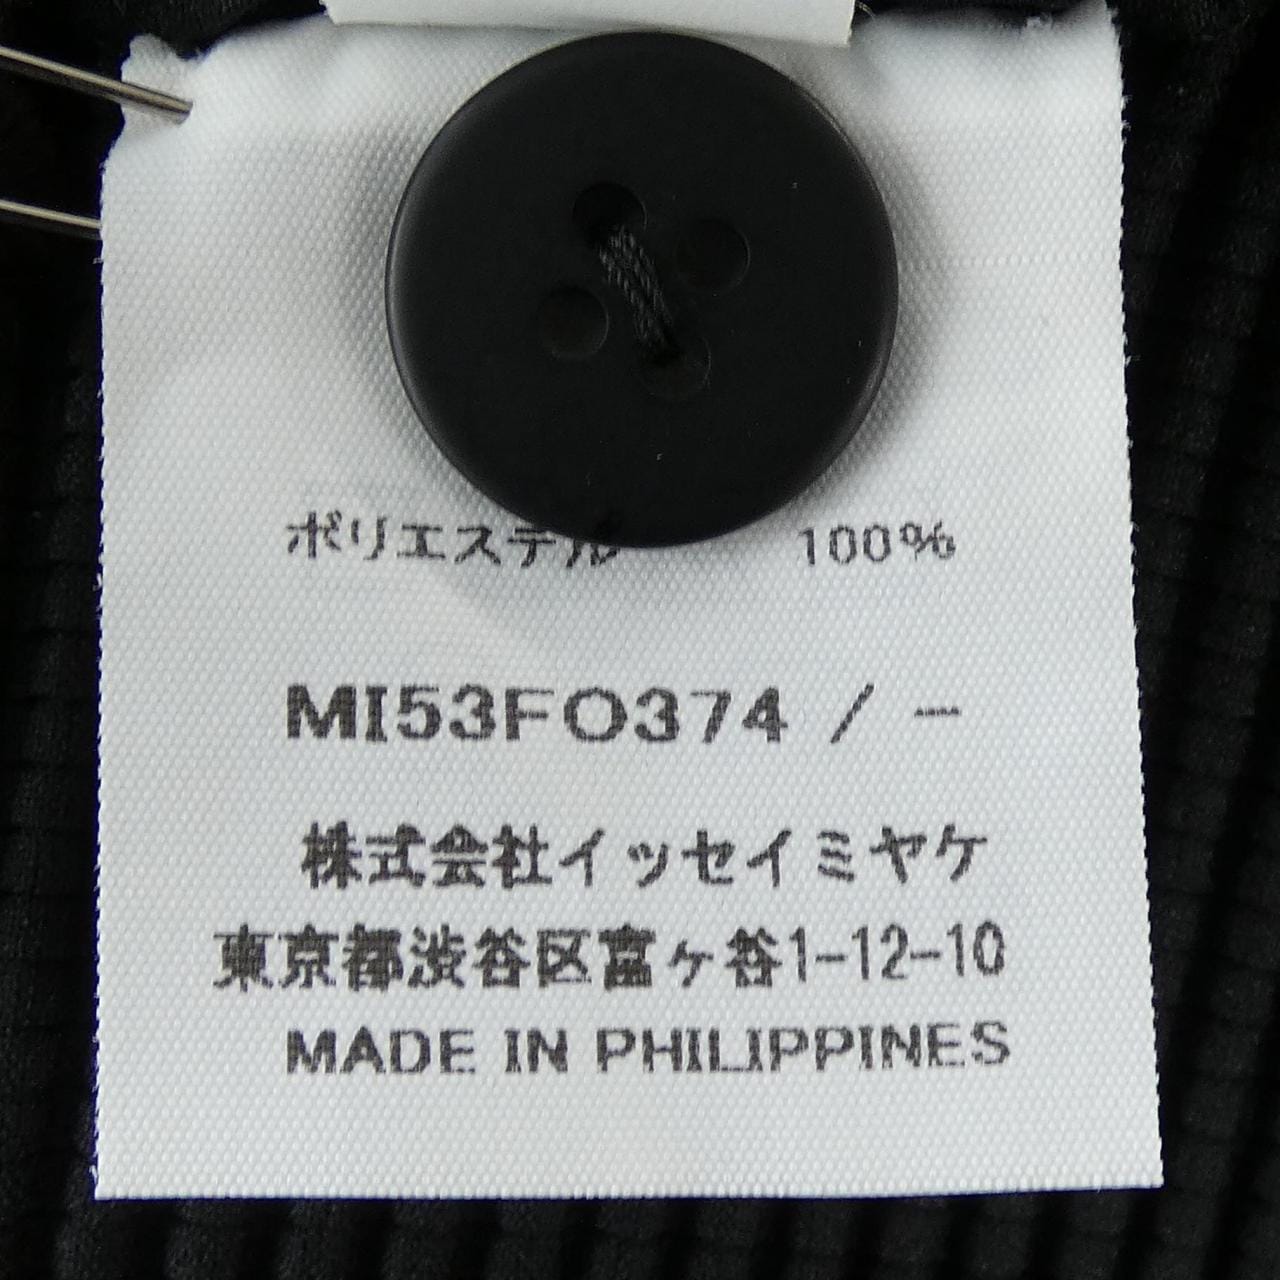 ポリエステル 100%
MI53FO374 / -
株式会社イッセイミヤケ
東京都渋谷区富ヶ谷1-12-10
MADE IN PHILIPPINES